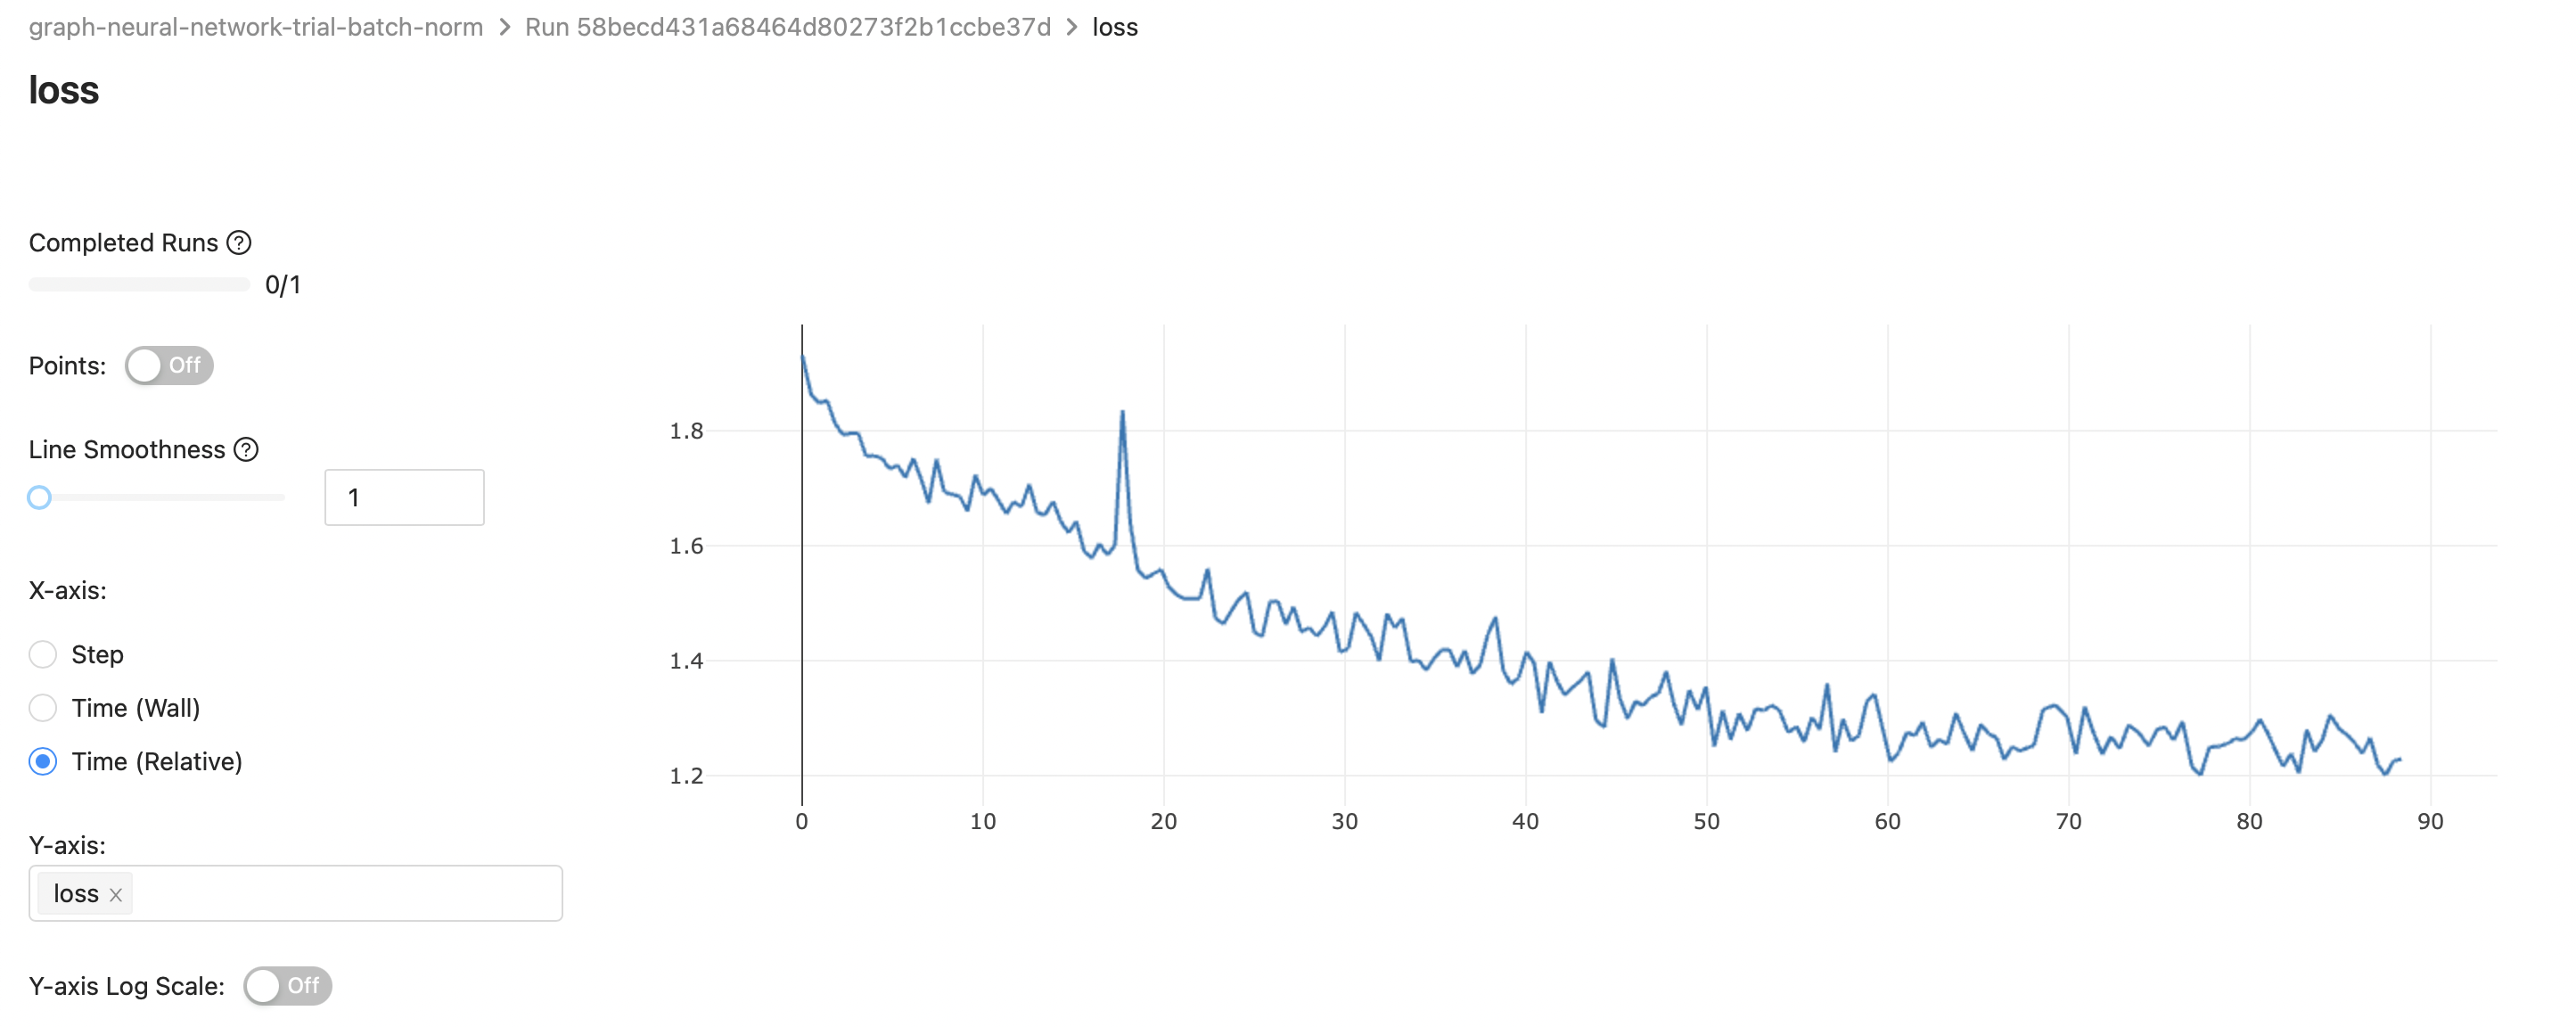 graph-neural-network-trial-batch-norm > Run 58becd431a68464d80273f2b1ccbe37d > loss
loss
Completed Runs ?
0/1
Points: Off
Line Smoothness ?
1
X-axis:
Step
Time (Wall)
Time (Relative)
Y-axis:
loss ×
Y-axis Log Scale: Off
1.8
1.6
1.4
1.2
0 10 20 30 40 50 60 70 80 90